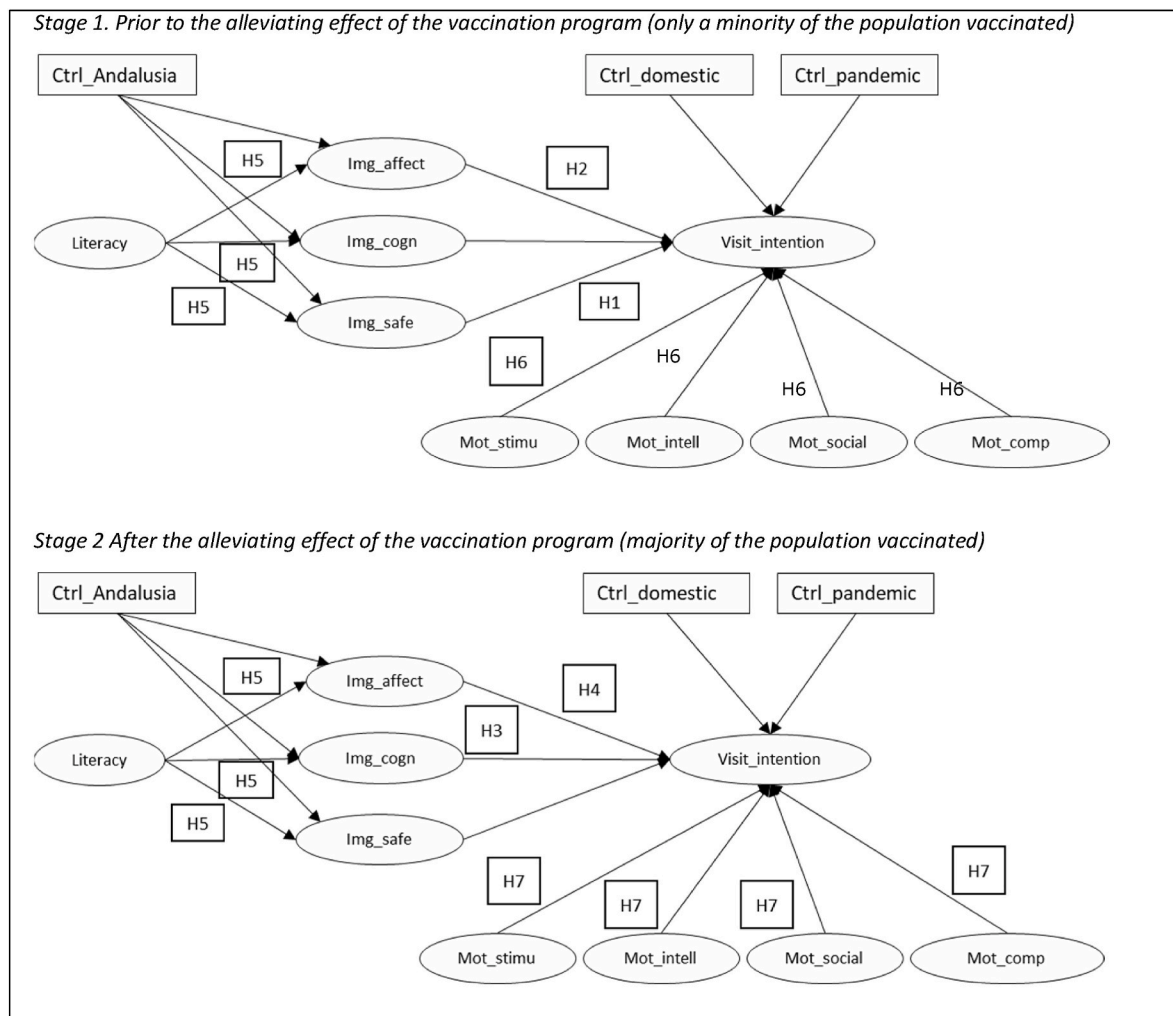 Stage 1. Prior to the alleviating effect of the vaccination program (only a minority of the population vaccinated)
Ctrl_Andalusia
Ctrl_domestic
Ctrl_pandemic
H5
Img_affect
H2
Literacy
Img_cogn
Visit_intention
H5
H5
Img_safe
H1
H6
H6
H6
H6
Mot_stimu
Mot_intell
Mot_social
Mot_comp
Stage 2 After the alleviating effect of the vaccination program (majority of the population vaccinated)
Ctrl_Andalusia
Ctrl_domestic
Ctrl_pandemic
H5
Img_affect
H4
H3
Literacy
Img_cogn
Visit_intention
H5
H5
Img_safe
H7
H7
H7
H7
Mot_stimu
Mot_intell
Mot_social
Mot_comp